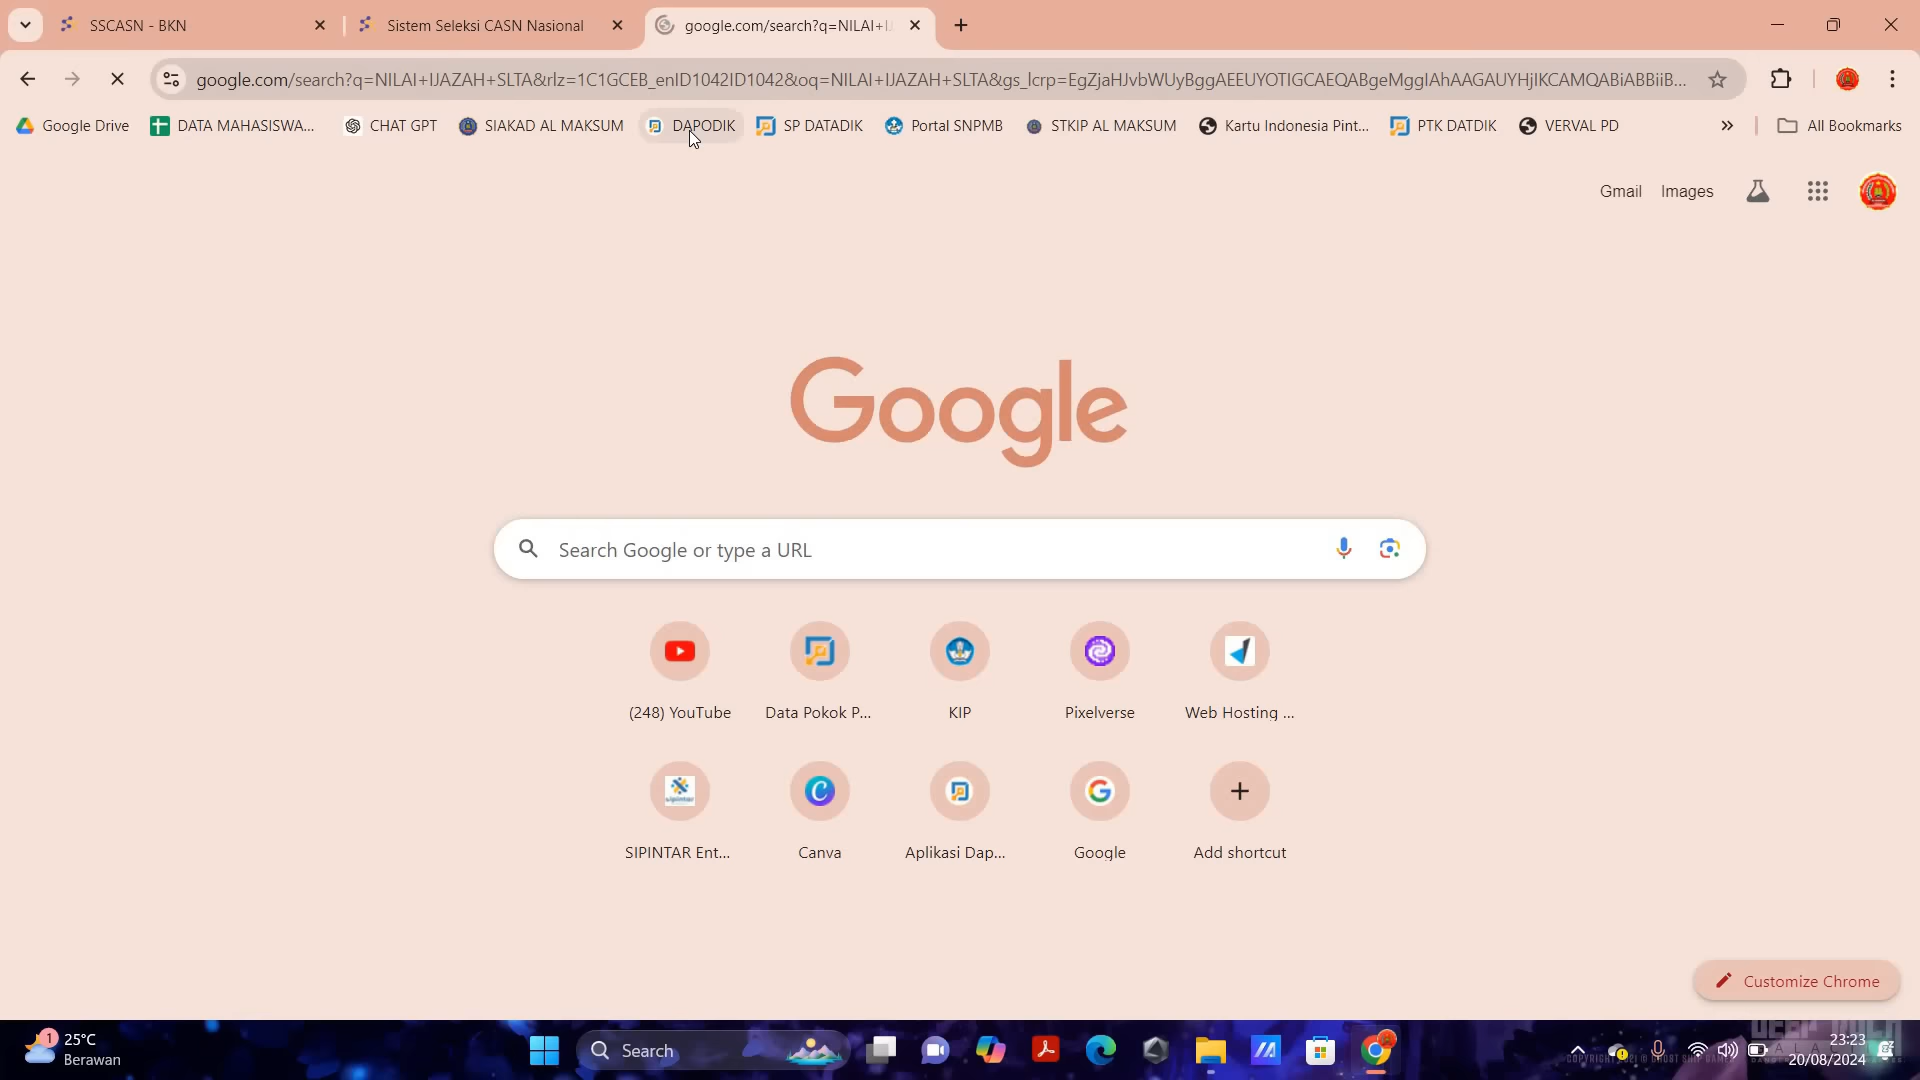 SSCASN - BKN
Sistem Seleksi CASN Nasional
google.com/search?q=NILAI+I
google.com/search?q=NILAI+IJAZAH+SLTA&rlz=1C1GCEB_enID1042ID1042&oq=NILAI+IJAZAH+SLTA&gs_lcrp=EgZjaHJvbWUyBggAEEUYOTIGCAEQABgeMggIAhAAGAUYHjIKCAMQABiABBiiB...
Google Drive
DATA MAHASISWA...
CHAT GPT
SIAKAD AL MAKSUM
DAPODIK
SP DATADIK
Portal SNPMB
STKIP AL MAKSUM
Kartu Indonesia Pint...
PTK DATDIK
VERVAL PD
All Bookmarks
Gmail
Images
Google
Search Google or type a URL
(248) YouTube
Data Pokok P...
KIP
Pixelverse
Web Hosting ...
SIPINTAR Ent...
Canva
Aplikasi Dap...
Google
Add shortcut
Customize Chrome
1
25°C
Berawan
Search
23:23
20/08/2024